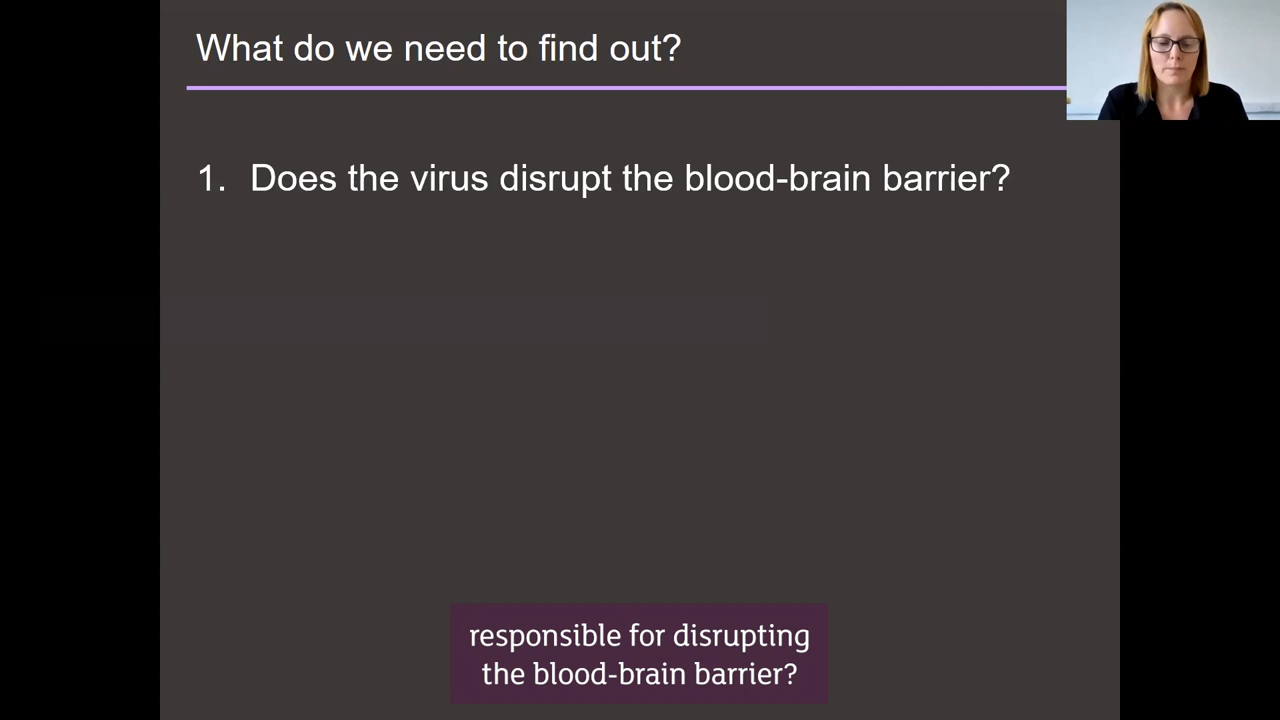 What do we need to find out?
1. Does the virus disrupt the blood-brain barrier?
responsible for disrupting
the blood-brain barrier?